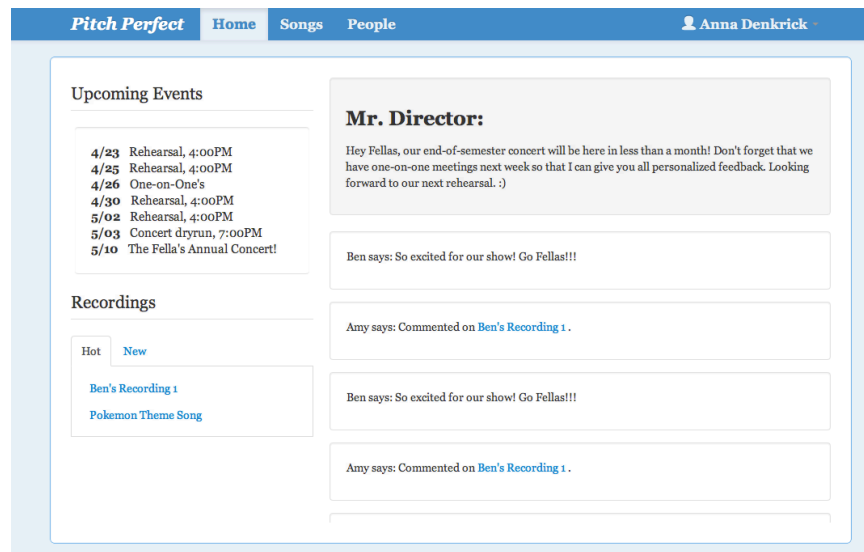 Pitch Perfect Home Songs People Anna Denkrick
Upcoming Events
4/23 Rehearsal, 4:00PM
4/25 Rehearsal, 4:00PM
4/26 One-on-One's
4/30 Rehearsal, 4:00PM
5/02 Rehearsal, 4:00PM
5/03 Concert dryrun, 7:00PM
5/10 The Fella's Annual Concert!
Recordings
Hot New
Ben's Recording 1
Pokemon Theme Song
Mr. Director:
Hey Fellas, our end-of-semester concert will be here in less than a month! Don't forget that we
have one-on-one meetings next week so that I can give you all personalized feedback. Looking
forward to our next rehearsal. :)
Ben says: So excited for our show! Go Fellas!!!
Amy says: Commented on Ben's Recording 1 .
Ben says: So excited for our show! Go Fellas!!!
Amy says: Commented on Ben's Recording 1 .